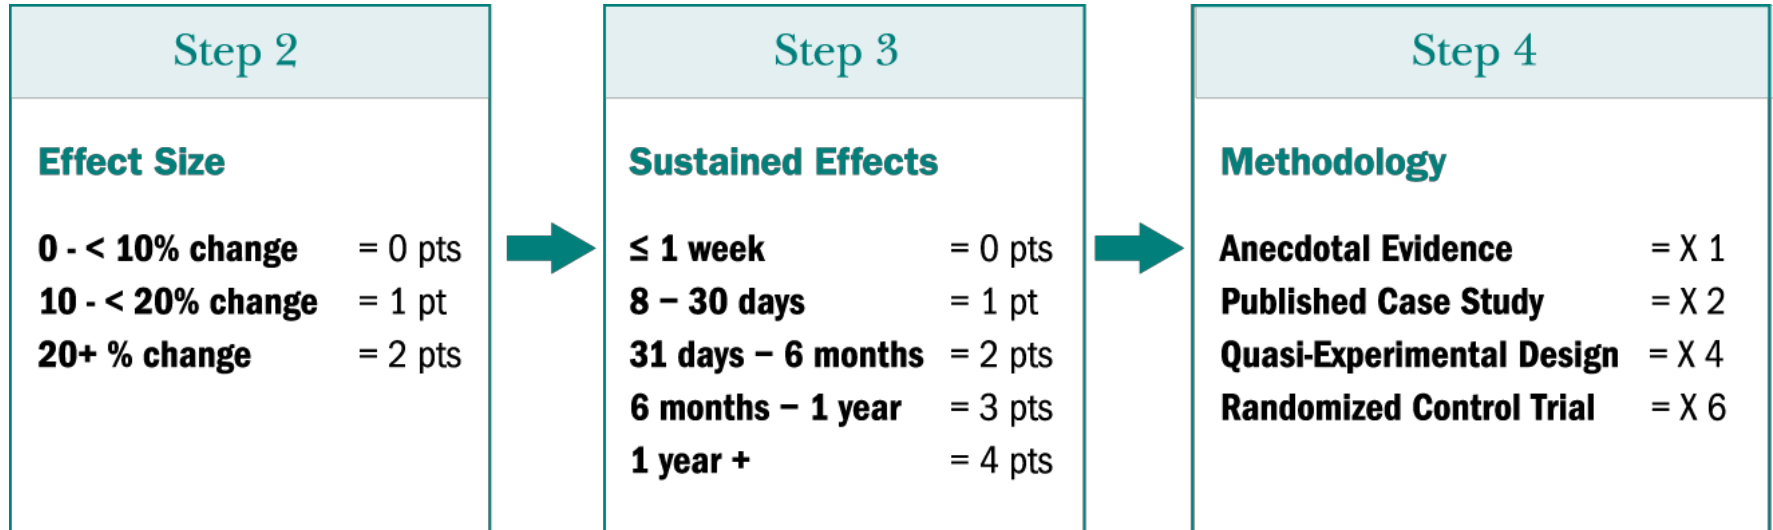 Step 2
Effect Size
0 - < 10% change = 0 pts
10 - < 20% change = 1 pt
20+ % change = 2 pts
Step 3
Sustained Effects
≤ 1 week = 0 pts
8 – 30 days = 1 pt
31 days – 6 months = 2 pts
6 months – 1 year = 3 pts
1 year + = 4 pts
Step 4
Methodology
Anecdotal Evidence = X 1
Published Case Study = X 2
Quasi-Experimental Design = X 4
Randomized Control Trial = X 6